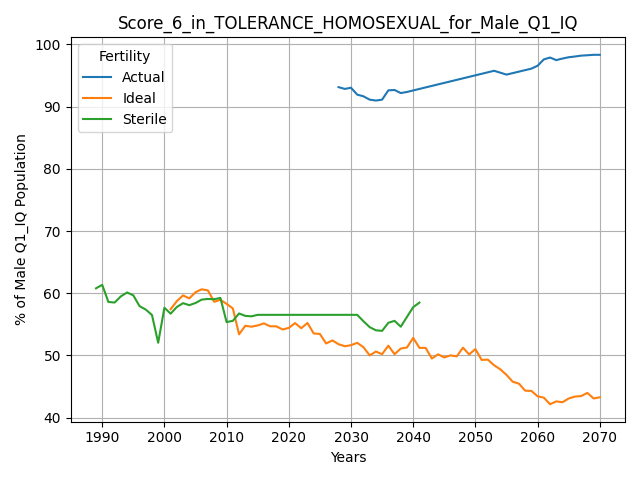 Score_6_in_TOLERANCE_HOMOSEXUAL_for_Male_Q1_IQ
Fertility
Actual
Ideal
Sterile
% of Male Q1_IQ Population
100
90
80
70
60
50
40
1990 2000 2010 2020 2030 2040 2050 2060 2070
Years